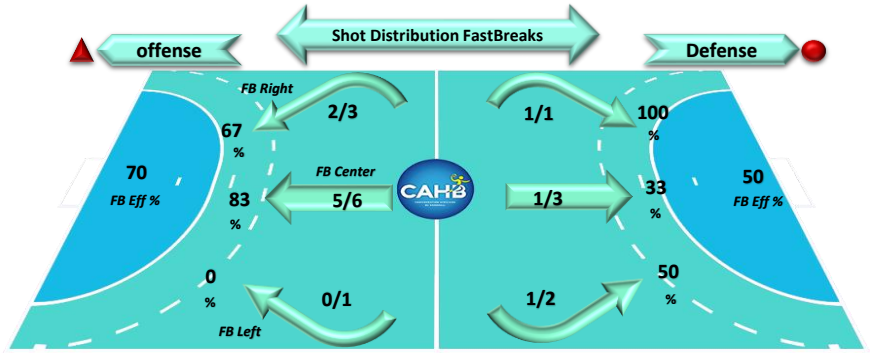 Shot Distribution FastBreaks
offense
Defense
FB Right
2/3
1/1
67
%
100
%
FB Center
70
FB Eff %
83
%
5/6
CAHB
1/3
33
%
50
FB Eff %
0
%
0/1
1/2
50
%
FB Left